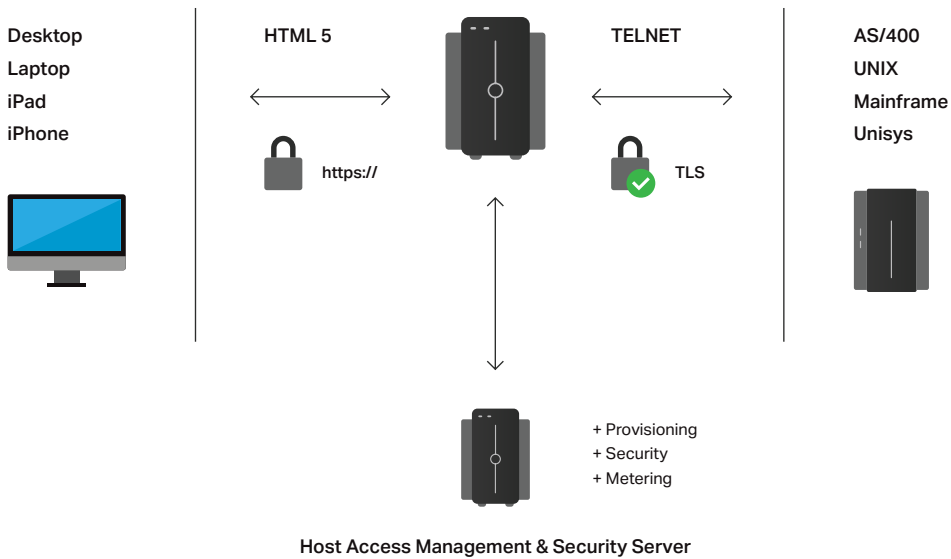 Desktop
Laptop
iPad
iPhone
HTML 5
https://
TELNET
TLS
AS/400
UNIX
Mainframe
Unisys
+ Provisioning
+ Security
+ Metering
Host Access Management & Security Server